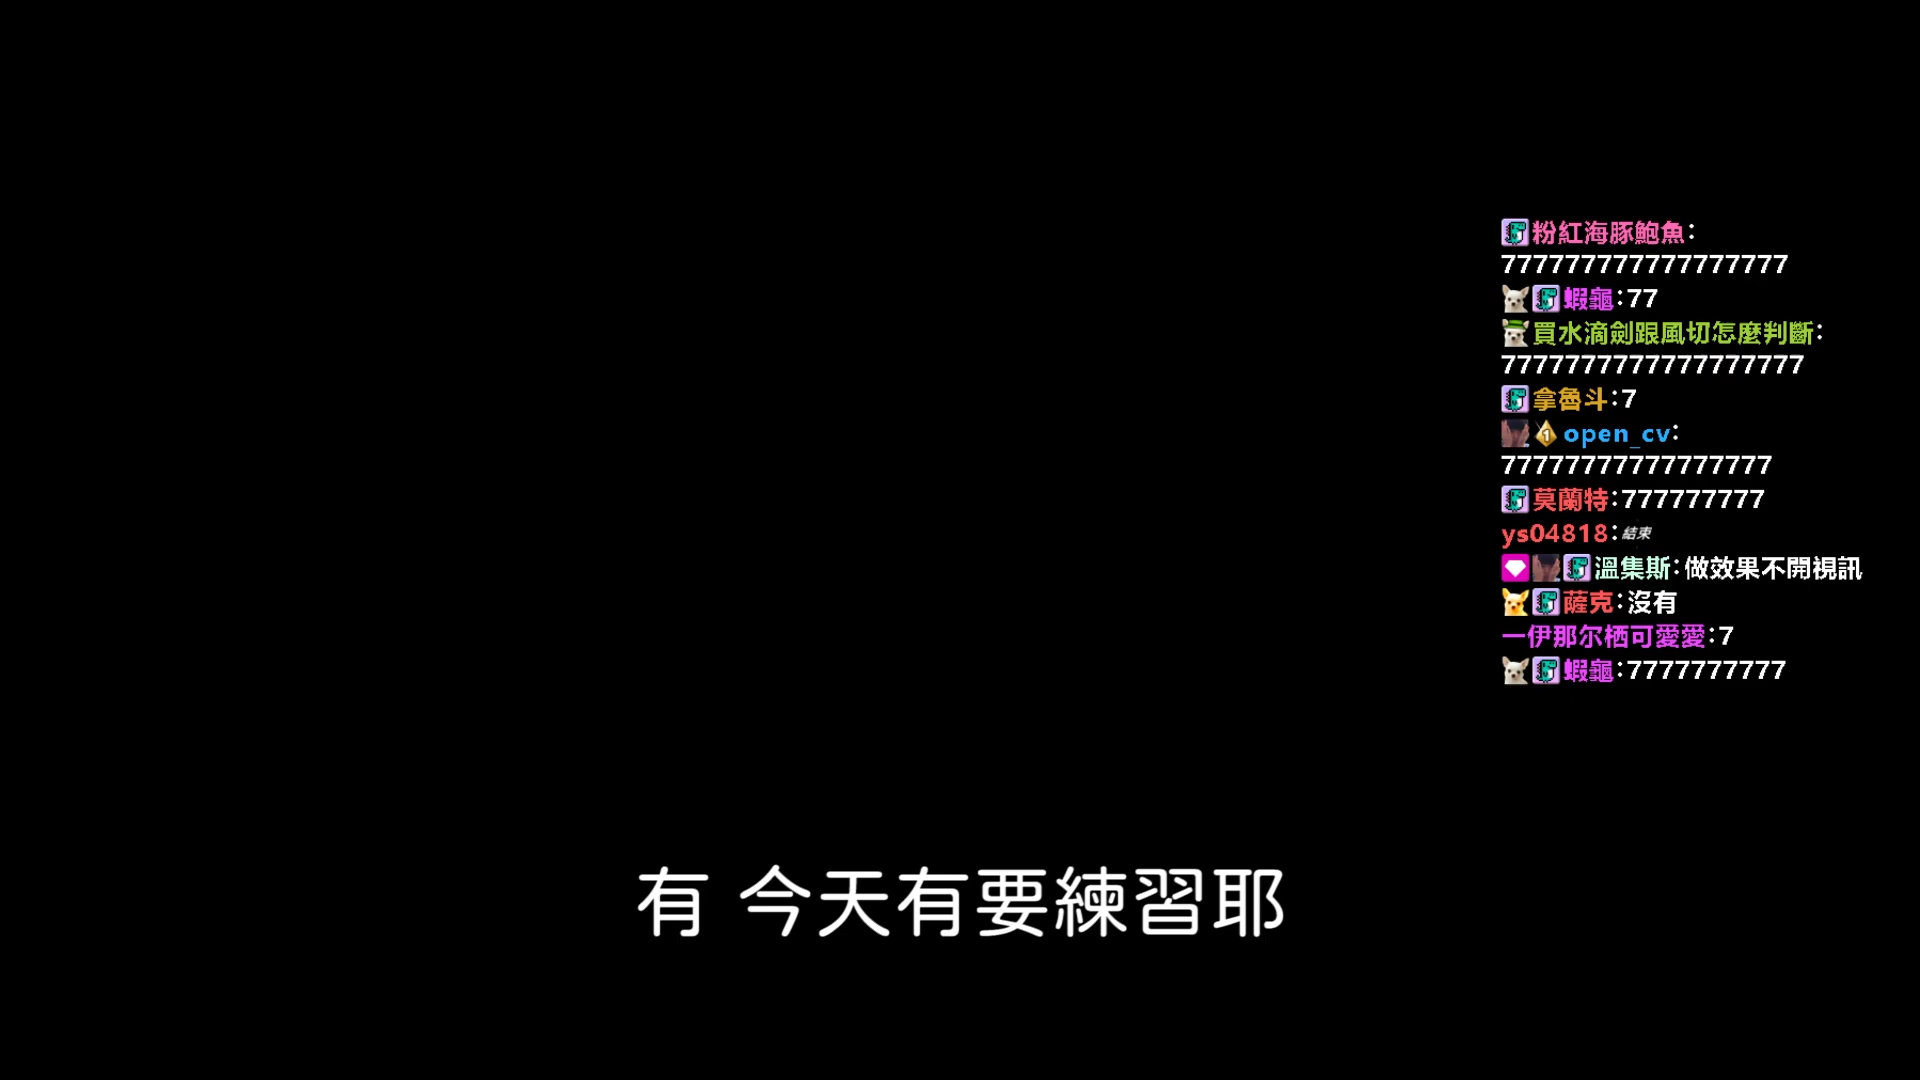 粉紅海豚鮑魚:
777777777777777777
蝦龜:77
買水滴劍跟風切怎麼判斷:
7777777777777777777
拿魯斗:7
open_cv:
77777777777777777
莫蘭特:777777777
ys04818:結束
溫集斯:做效果不開視訊
薩克:沒有
一伊那尔栖可愛愛:7
蝦龜:7777777777
有 今天有要練習耶